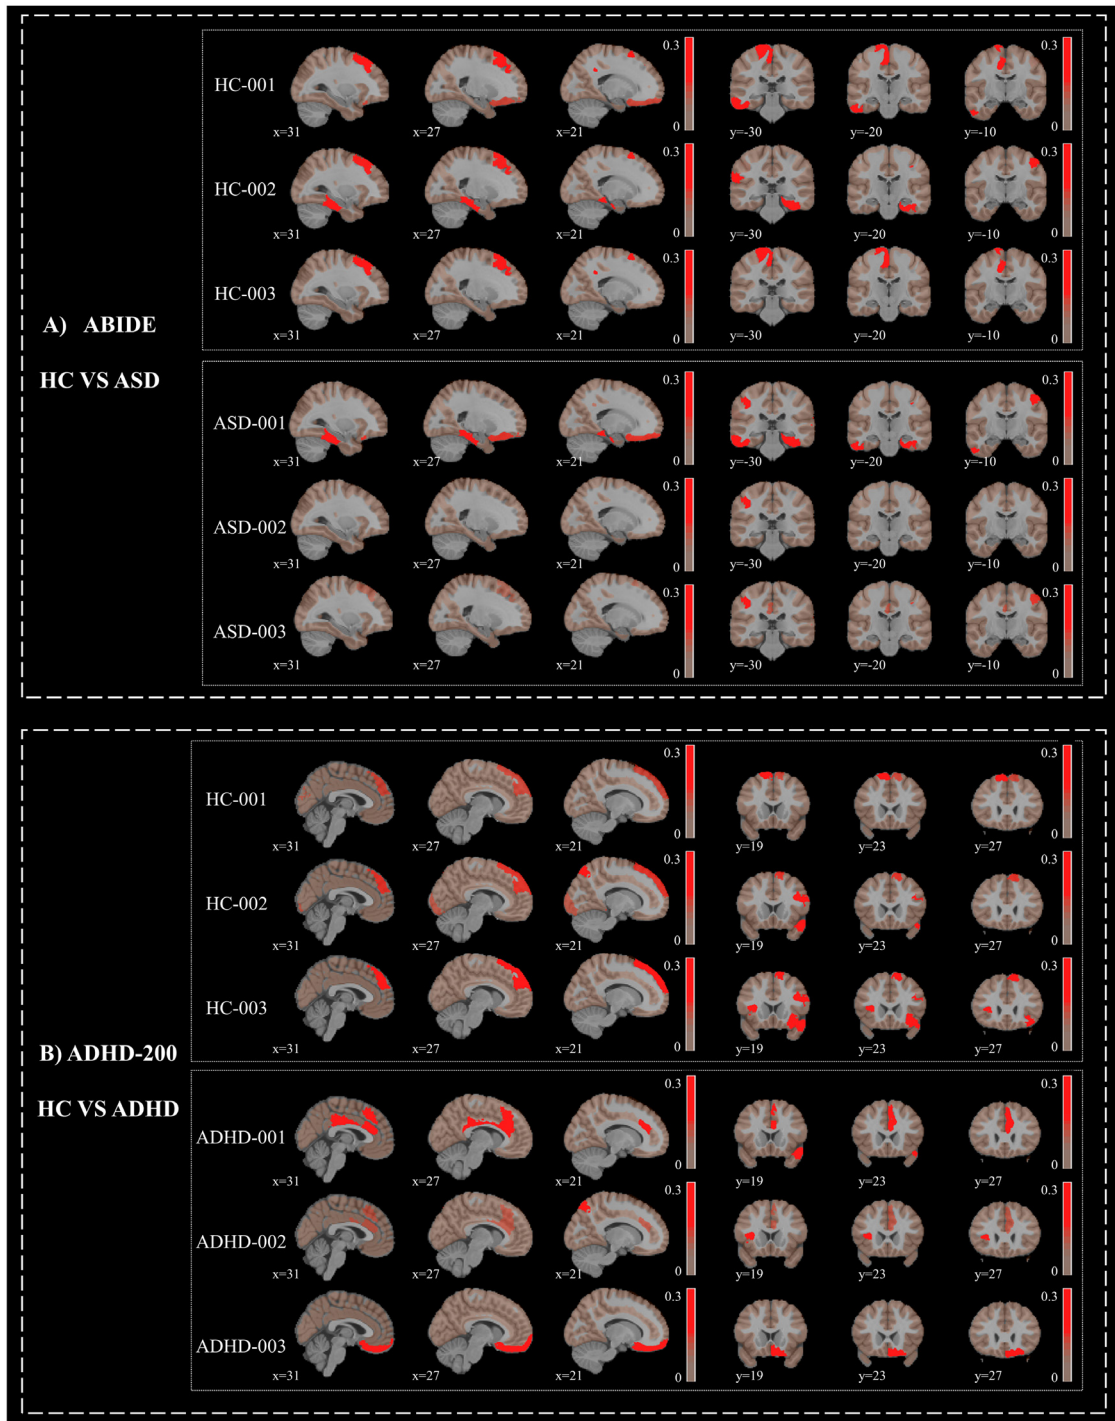 A) ABIDE
HC VS ASD
HC-001
x=31
x=27
x=21
0.3
0
y=-30
y=-20
y=-10
0.3
0
HC-002
x=31
x=27
x=21
0.3
0
y=-30
y=-20
y=-10
0.3
0
HC-003
x=31
x=27
x=21
0.3
0
y=-30
y=-20
y=-10
0.3
0
ASD-001
x=31
x=27
x=21
0.3
0
y=-30
y=-20
y=-10
0.3
0
ASD-002
x=31
x=27
x=21
0.3
0
y=-30
y=-20
y=-10
0.3
0
ASD-003
x=31
x=27
x=21
0.3
0
y=-30
y=-20
y=-10
0.3
0
B) ADHD-200
HC VS ADHD
HC-001
x=31
x=27
x=21
0.3
0
y=19
y=23
y=27
0.3
0
HC-002
x=31
x=27
x=21
0.3
0
y=19
y=23
y=27
0.3
0
HC-003
x=31
x=27
x=21
0.3
0
y=19
y=23
y=27
0.3
0
ADHD-001
x=31
x=27
x=21
0.3
0
y=19
y=23
y=27
0.3
0
ADHD-002
x=31
x=27
x=21
0.3
0
y=19
y=23
y=27
0.3
0
ADHD-003
x=31
x=27
x=21
0.3
0
y=19
y=23
y=27
0.3
0